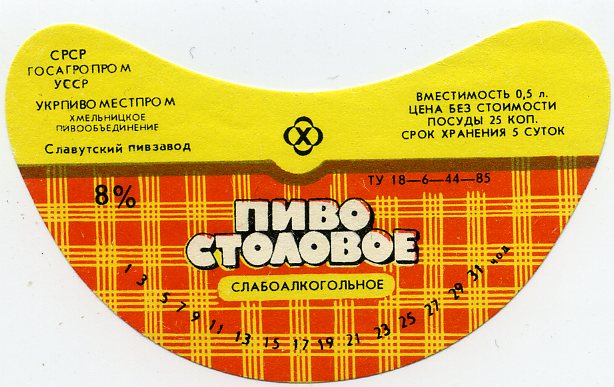 СРСР
ГОСАГРОПРОМ
УССР
УКРПИВОМЕСТПРОМ
ХМЕЛЬНИЦКОЕ
ПИВООБЪЕДИНЕНИЕ
Славутский пивзавод
Х
ВМЕСТИМОСТЬ 0,5 л.
ЦЕНА БЕЗ СТОИМОСТИ
ПОСУДЫ 25 КОП.
СРОК ХРАНЕНИЯ 5 СУТОК
ТУ 18—6—44—85
8%
ПИВО
СТОЛОВОЕ
СЛАБОАЛКОГОЛЬНОЕ
1 3 5 7 9 11 13 15 17 19 21 23 25 27 29 31